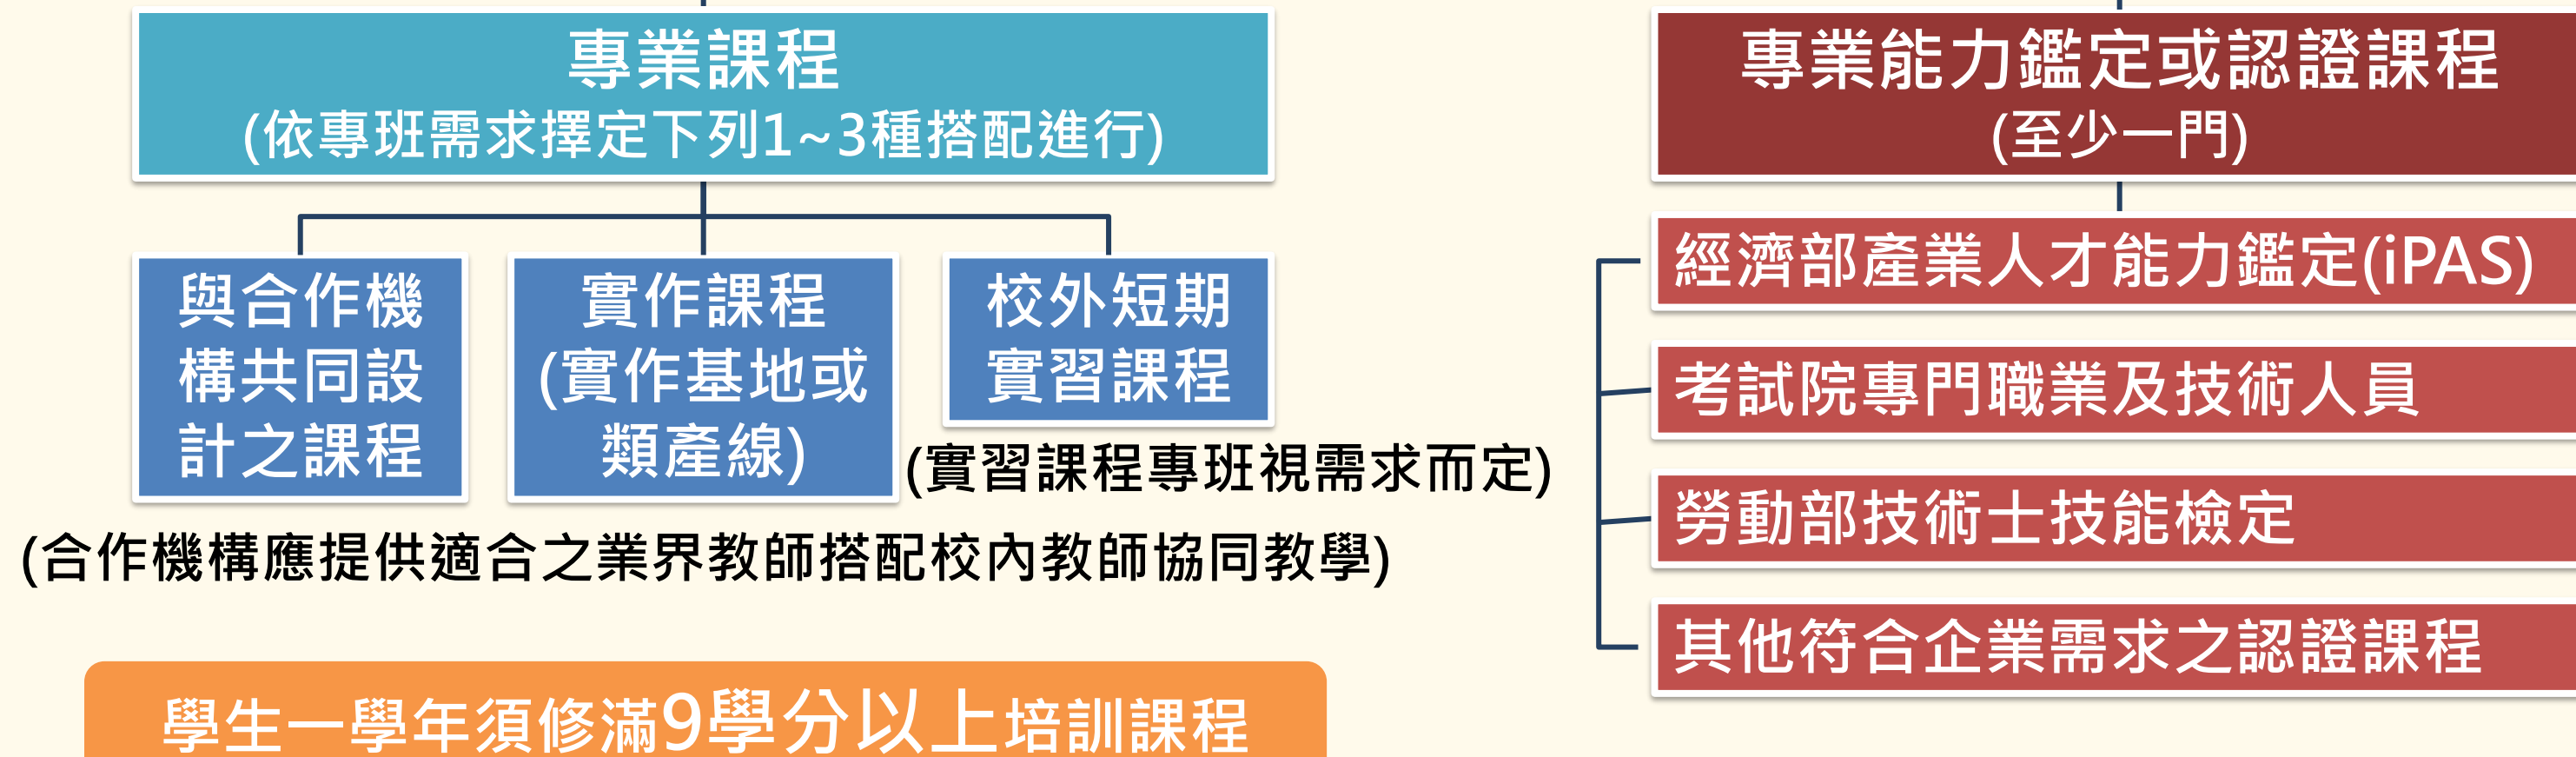 專業課程
(依專班需求擇定下列1~3種搭配進行)
與合作機
構共同設
計之課程
實作課程
(實作基地或
類產線)
校外短期
實習課程
(實習課程專班視需求而定)
(合作機構應提供適合之業界教師搭配校內教師協同教學)
學生一學年須修滿9學分以上培訓課程
專業能力鑑定或認證課程
(至少一門)
經濟部產業人才能力鑑定(iPAS)
考試院專門職業及技術人員
勞動部技術士技能檢定
其他符合企業需求之認證課程